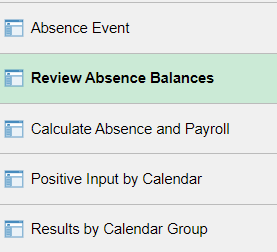 Absence Event
Review Absence Balances
Calculate Absence and Payroll
Positive Input by Calendar
Results by Calendar Group